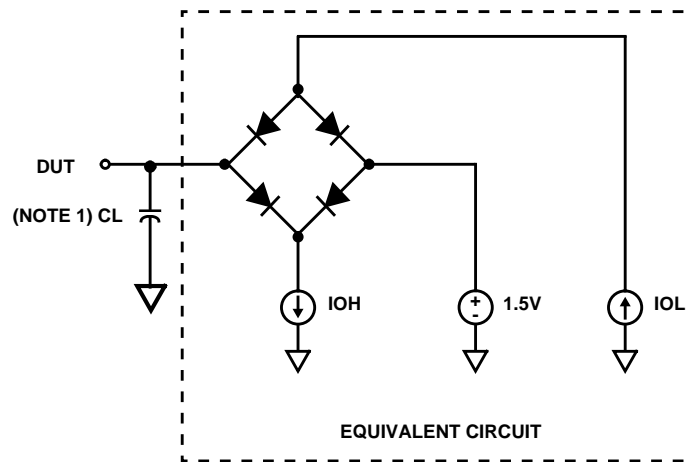 DUT
(NOTE 1) CL
IOH
+
-
1.5V
IOL
EQUIVALENT CIRCUIT